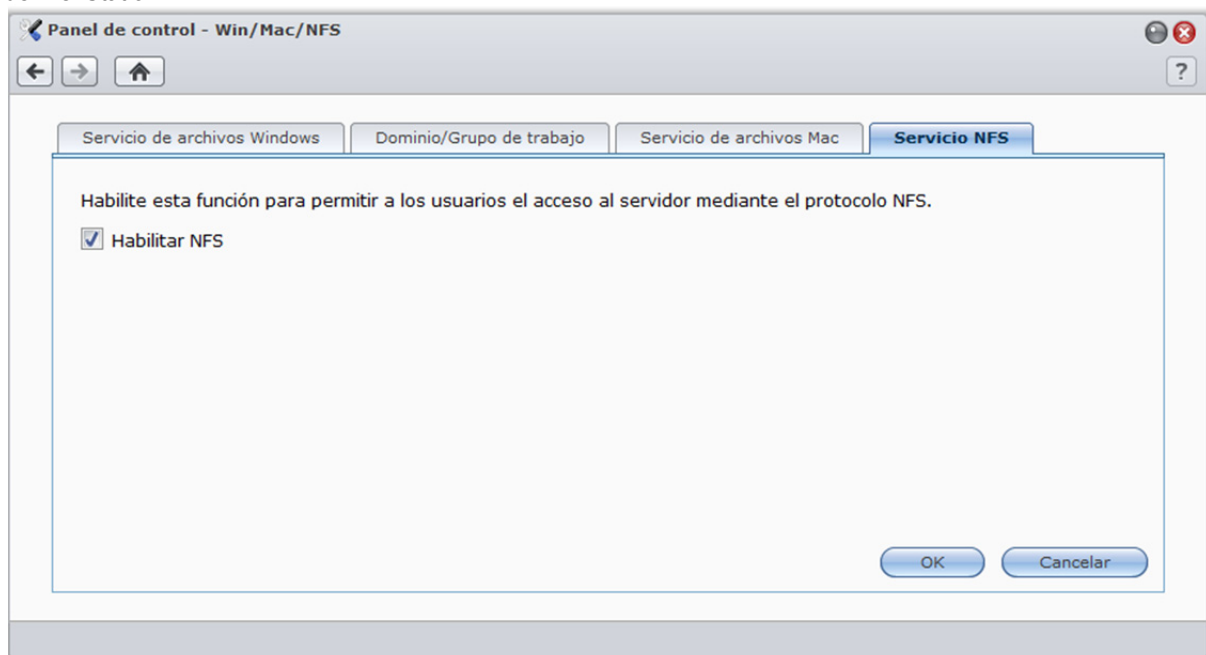 Panel de control - Win/Mac/NFS
?
Servicio de archivos Windows
Dominio/Grupo de trabajo
Servicio de archivos Mac
Servicio NFS
Habilite esta función para permitir a los usuarios el acceso al servidor mediante el protocolo NFS.
Habilitar NFS
OK
Cancelar